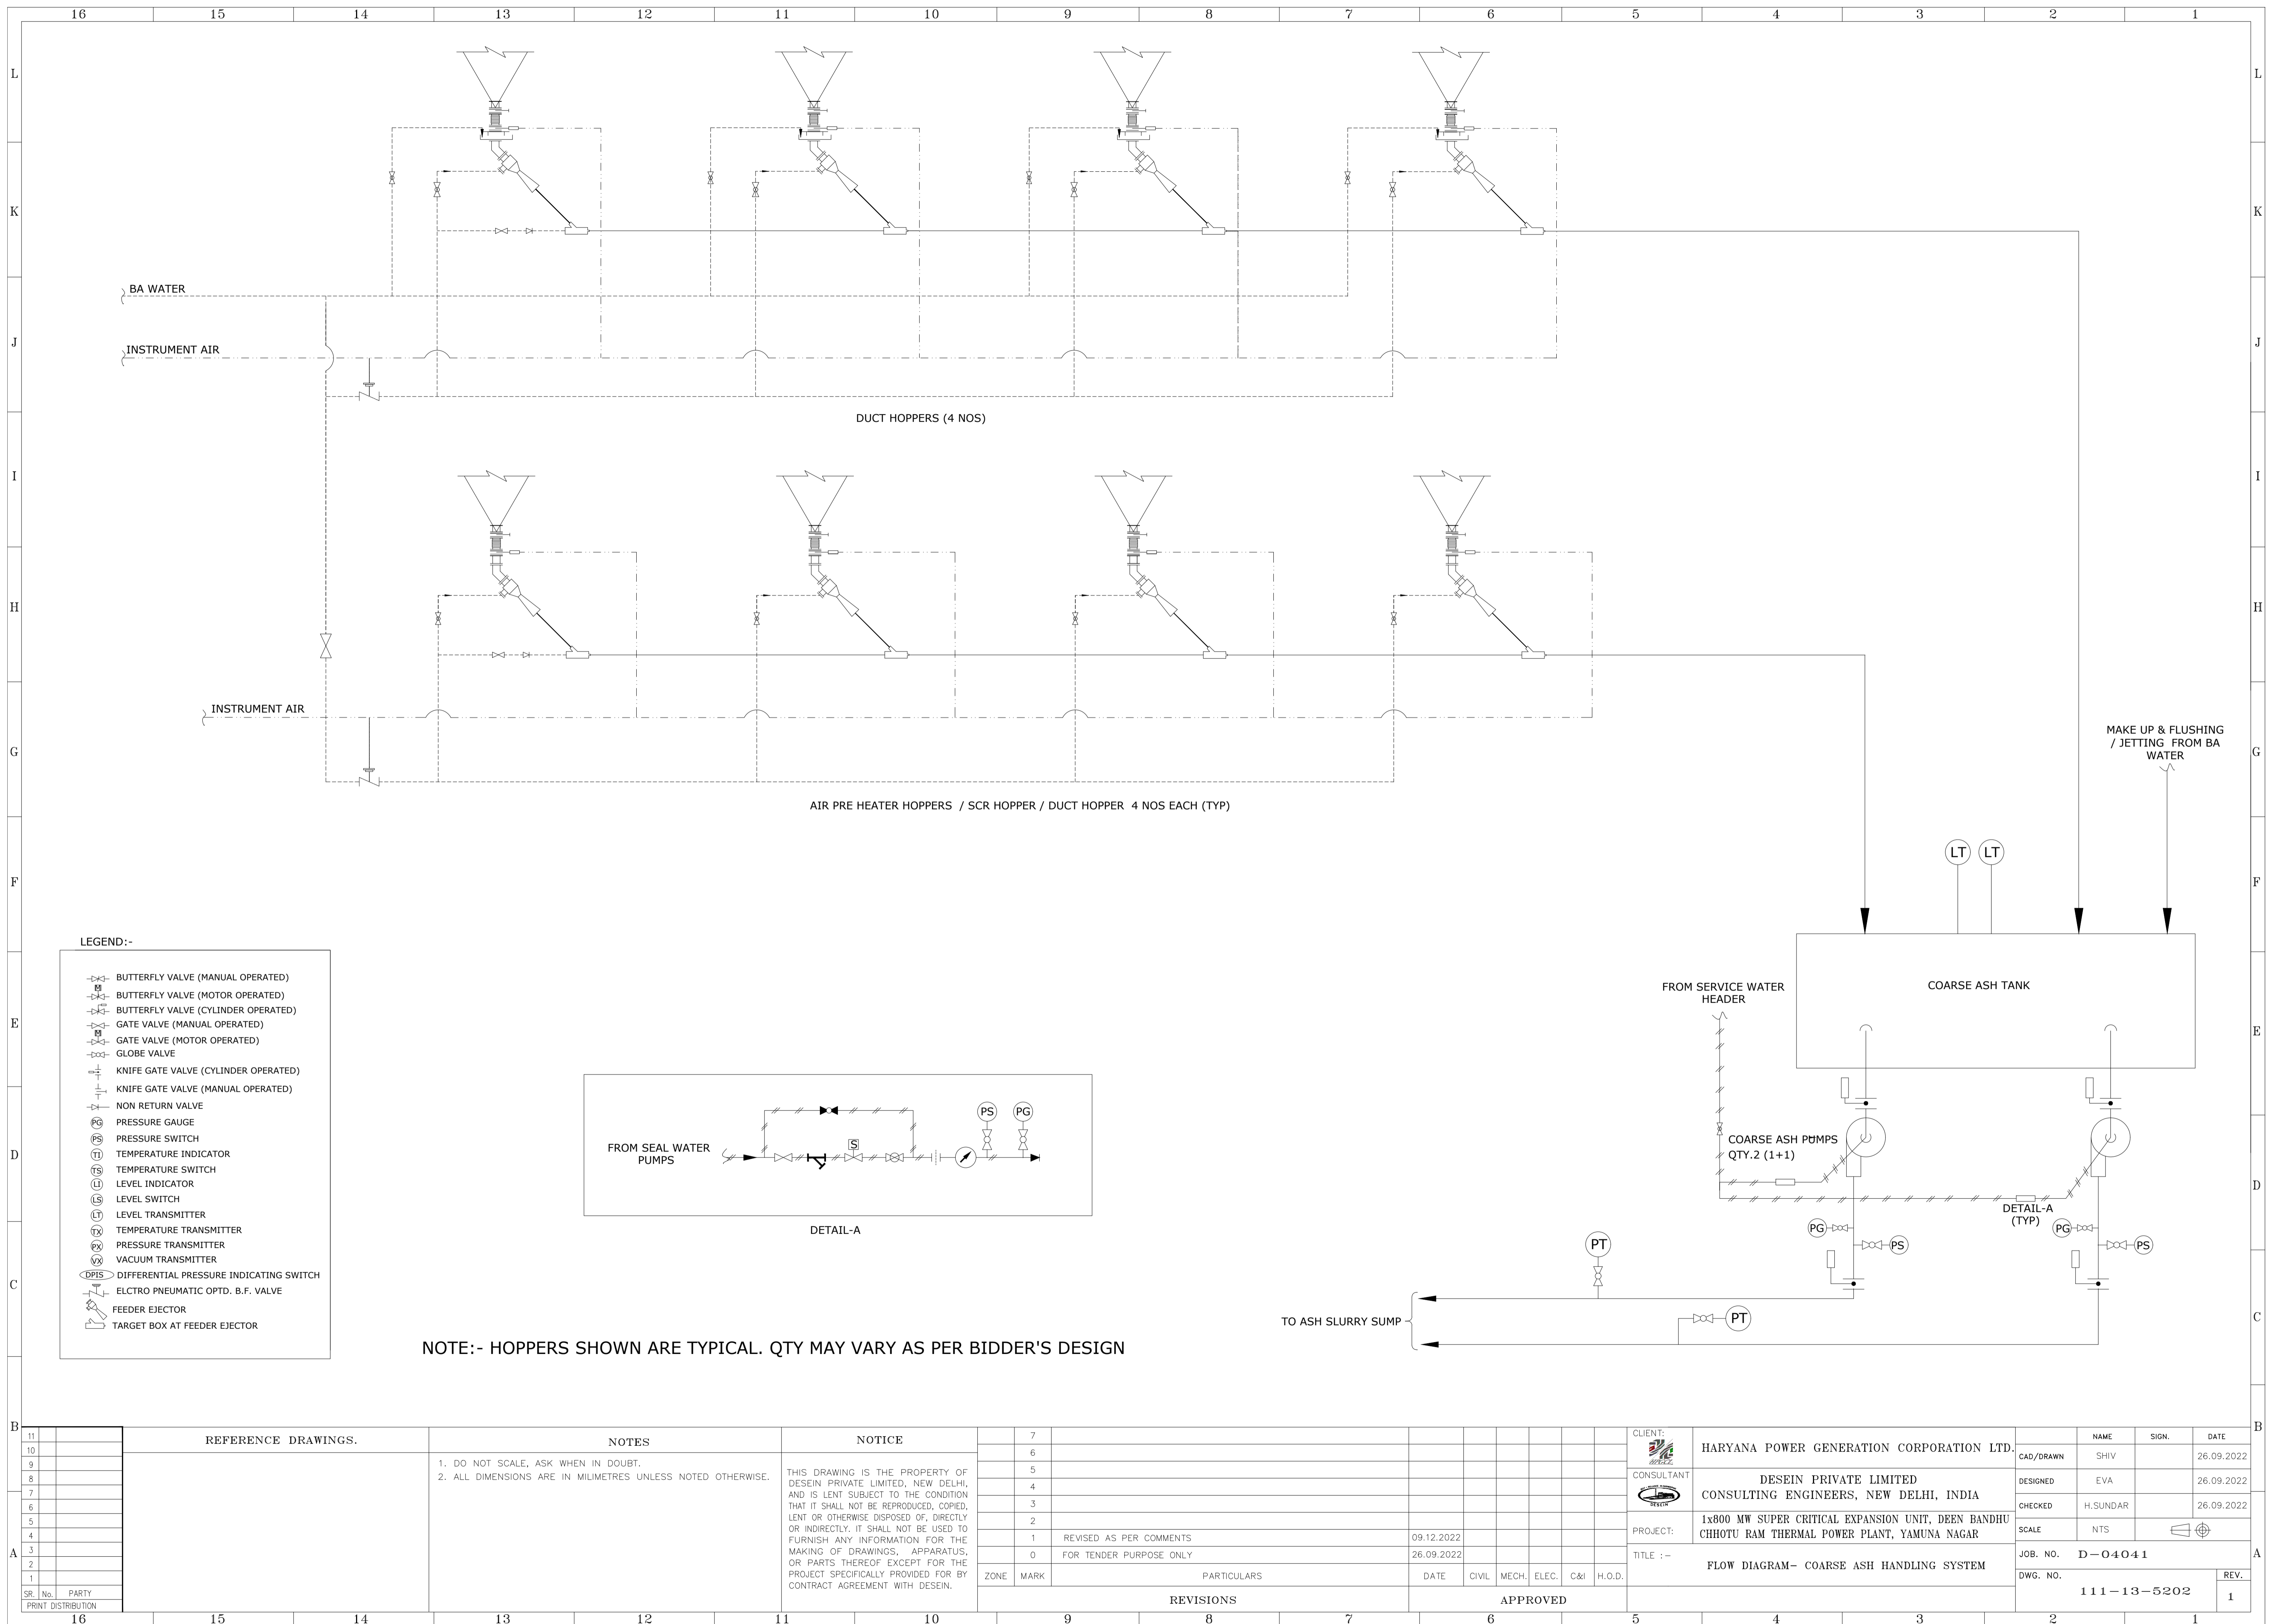 16 15 14 13 12 11 10 9 8 7 6 5 4 3 2 1
L L
K K
BA WATER
J J
INSTRUMENT AIR
DUCT HOPPERS (4 NOS)
I I
H H
INSTRUMENT AIR
G G
MAKE UP & FLUSHING
/ JETTING FROM BA
WATER
AIR PRE HEATER HOPPERS / SCR HOPPER / DUCT HOPPER 4 NOS EACH (TYP)
LT LT
F F
LEGEND:-
BUTTERFLY VALVE (MANUAL OPERATED)
M
BUTTERFLY VALVE (MOTOR OPERATED)
BUTTERFLY VALVE (CYLINDER OPERATED)
GATE VALVE (MANUAL OPERATED)
M
GATE VALVE (MOTOR OPERATED)
GLOBE VALVE
KNIFE GATE VALVE (CYLINDER OPERATED)
KNIFE GATE VALVE (MANUAL OPERATED)
NON RETURN VALVE
PG PRESSURE GAUGE
PS PRESSURE SWITCH
TI TEMPERATURE INDICATOR
TS TEMPERATURE SWITCH
LI LEVEL INDICATOR
LS LEVEL SWITCH
LT LEVEL TRANSMITTER
TX TEMPERATURE TRANSMITTER
PX PRESSURE TRANSMITTER
VX VACUUM TRANSMITTER
DPIS DIFFERENTIAL PRESSURE INDICATING SWITCH
ELCTRO PNEUMATIC OPTD. B.F. VALVE
FEEDER EJECTOR
TARGET BOX AT FEEDER EJECTOR
E E
D D
C C
FROM SEAL WATER
PUMPS
S
PS PG
DETAIL-A
FROM SERVICE WATER
HEADER
COARSE ASH TANK
COARSE ASH PUMPS
QTY.2 (1+1)
DETAIL-A
(TYP)
PG PS
PG PS
PT
PT
TO ASH SLURRY SUMP
NOTE:- HOPPERS SHOWN ARE TYPICAL. QTY MAY VARY AS PER BIDDER'S DESIGN
B B
A A
11
10
9
8
7
6
5
4
3
2
1
SR. No. PARTY
PRINT DISTRIBUTION
REFERENCE DRAWINGS.
NOTES
1. DO NOT SCALE, ASK WHEN IN DOUBT.
2. ALL DIMENSIONS ARE IN MILIMETRES UNLESS NOTED OTHERWISE.
NOTICE
THIS DRAWING IS THE PROPERTY OF
DESEIN PRIVATE LIMITED, NEW DELHI,
AND IS LENT SUBJECT TO THE CONDITION
THAT IT SHALL NOT BE REPRODUCED, COPIED,
LENT OR OTHERWISE DISPOSED OF, DIRECTLY
OR INDIRECTLY. IT SHALL NOT BE USED TO
FURNISH ANY INFORMATION FOR THE
MAKING OF DRAWINGS, APPARATUS,
OR PARTS THEREOF EXCEPT FOR THE
PROJECT SPECIFICALLY PROVIDED FOR BY
CONTRACT AGREEMENT WITH DESEIN.
7
6
5
4
3
2
1 REVISED AS PER COMMENTS 09.12.2022
0 FOR TENDER PURPOSE ONLY 26.09.2022
ZONE MARK PARTICULARS DATE CIVIL MECH. ELEC. C&I H.O.D.
REVISIONS APPROVED
CLIENT:
HPGCL
HARYANA POWER GENERATION CORPORATION LTD.
CONSULTANT
DESEIN
DESEIN PRIVATE LIMITED
CONSULTING ENGINEERS, NEW DELHI, INDIA
PROJECT:
1x800 MW SUPER CRITICAL EXPANSION UNIT, DEEN BANDHU
CHHOTU RAM THERMAL POWER PLANT, YAMUNA NAGAR
TITLE :-
FLOW DIAGRAM- COARSE ASH HANDLING SYSTEM
NAME SIGN. DATE
CAD/DRAWN SHIV 26.09.2022
DESIGNED EVA 26.09.2022
CHECKED H.SUNDAR 26.09.2022
SCALE NTS
JOB. NO. D-04041
DWG. NO. REV.
111-13-5202 1
16 15 14 13 12 11 10 9 8 7 6 5 4 3 2 1